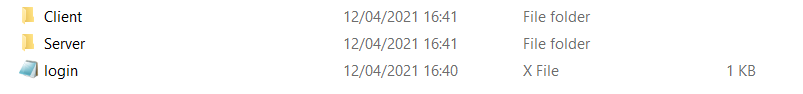 Client 12/04/2021 16:41 File folder
Server 12/04/2021 16:41 File folder
login 12/04/2021 16:40 X File 1 KB